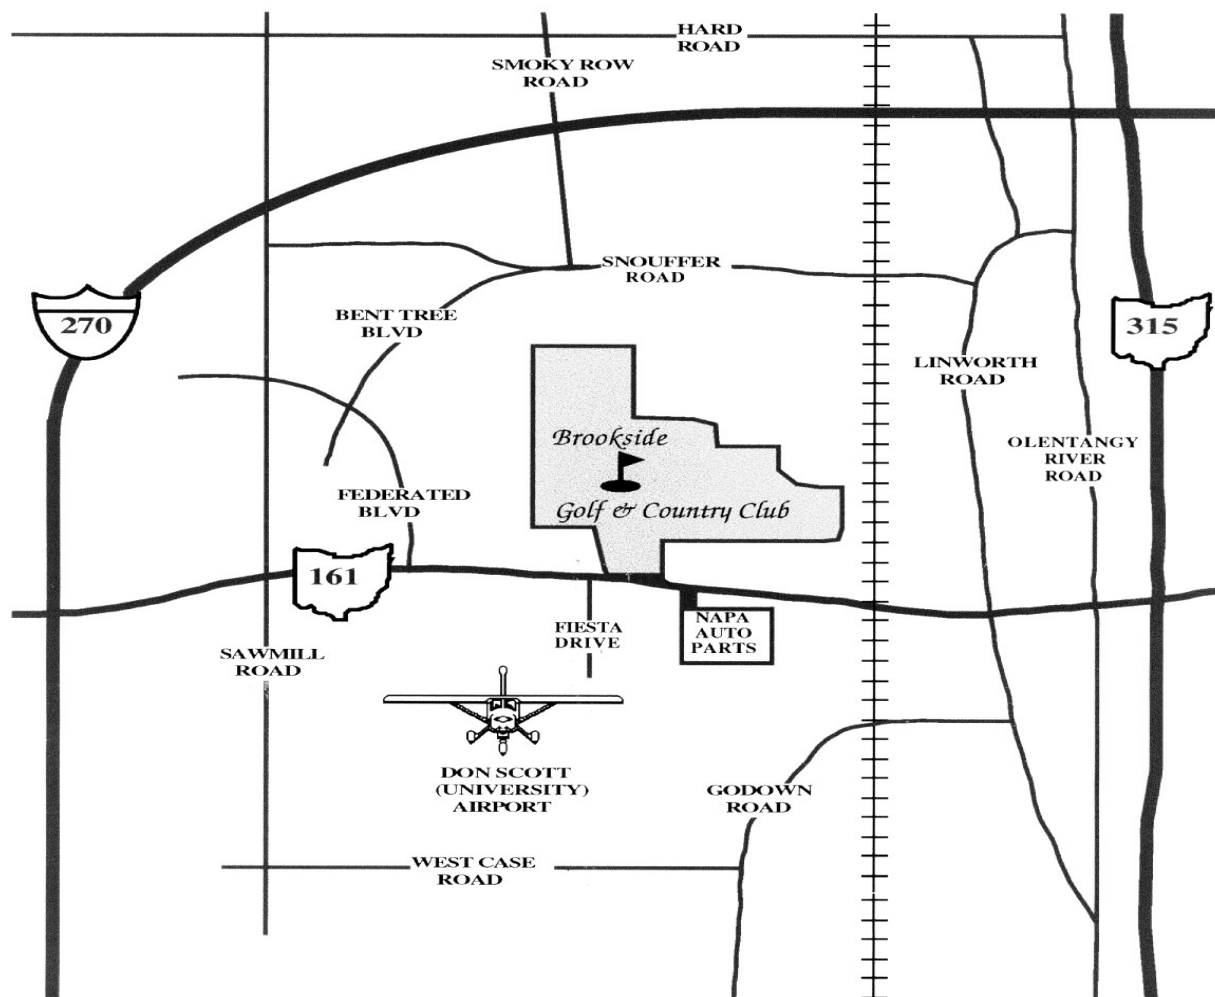 HARD
ROAD
SMOKY ROW
ROAD
SNOUFFER
ROAD
270
BENT TREE
BLVD
315
LINWORTH
ROAD
Brookside
OLENTANGY
RIVER
ROAD
FEDERATED
BLVD
Golf & Country Club
161
FIESTA
DRIVE
NAPA
AUTO
PARTS
SAWMILL
ROAD
DON SCOTT
(UNIVERSITY)
AIRPORT
GODOWN
ROAD
WEST CASE
ROAD